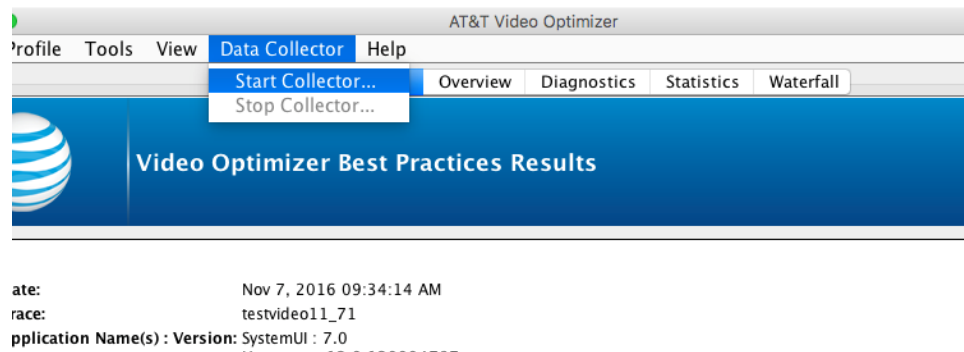 AT&T Video Optimizer
Profile Tools View Data Collector Help
Start Collector... Overview Diagnostics Statistics Waterfall
Stop Collector...
Video Optimizer Best Practices Results
ate: Nov 7, 2016 09:34:14 AM
race: testvideo11_71
pplication Name(s) : Version: SystemUI : 7.0